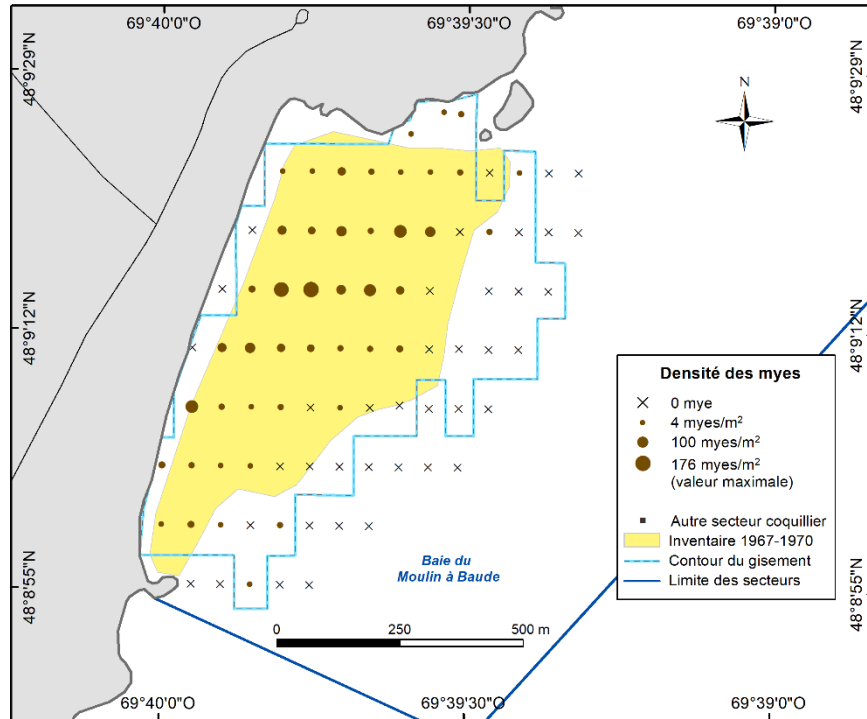 69°40'0"O 69°39'30"O 69°39'0"O
48°9'29"N 48°9'29"N
N
48°9'12"N 48°9'12"N
Densité des myes
0 mye
4 myes/m²
100 myes/m²
176 myes/m²
(valeur maximale)
Autre secteur coquillier
Inventaire 1967-1970
Contour du gisement
Limite des secteurs
Baie du
Moulin à Baude
48°8'55"N 48°8'55"N
0 250 500 m
69°40'0"O 69°39'30"O 69°39'0"O